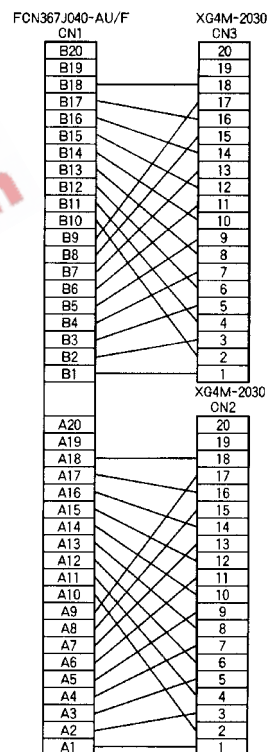 FCN367J040-AU/F XG4M-2030
CN1 CN3
B20 20
B19 19
B18 18
B17 17
B16 16
B15 15
B14 14
B13 13
B12 12
B11 11
B10 10
B9 9
B8 8
B7 7
B6 6
B5 5
B4 4
B3 3
B2 2
B1 1
XG4M-2030
CN2
A20 20
A19 19
A18 18
A17 17
A16 16
A15 15
A14 14
A13 13
A12 12
A11 11
A10 10
A9 9
A8 8
A7 7
A6 6
A5 5
A4 4
A3 3
A2 2
A1 1